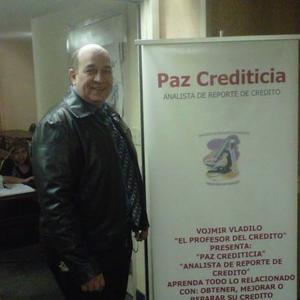 Paz Crediticia
ANALISTA DE REPORTE DE CREDITO
VOJMIR VLADILO
"EL PROFESOR DEL CREDITO"
PRESENTA:
"PAZ CREDITICIA"
"ANALISTA DE REPORTE DE
CREDITO"
APRENDA TODO LO RELACIONADO
CON: OBTENER, MEJORAR O
REPARAR SU CREDITO